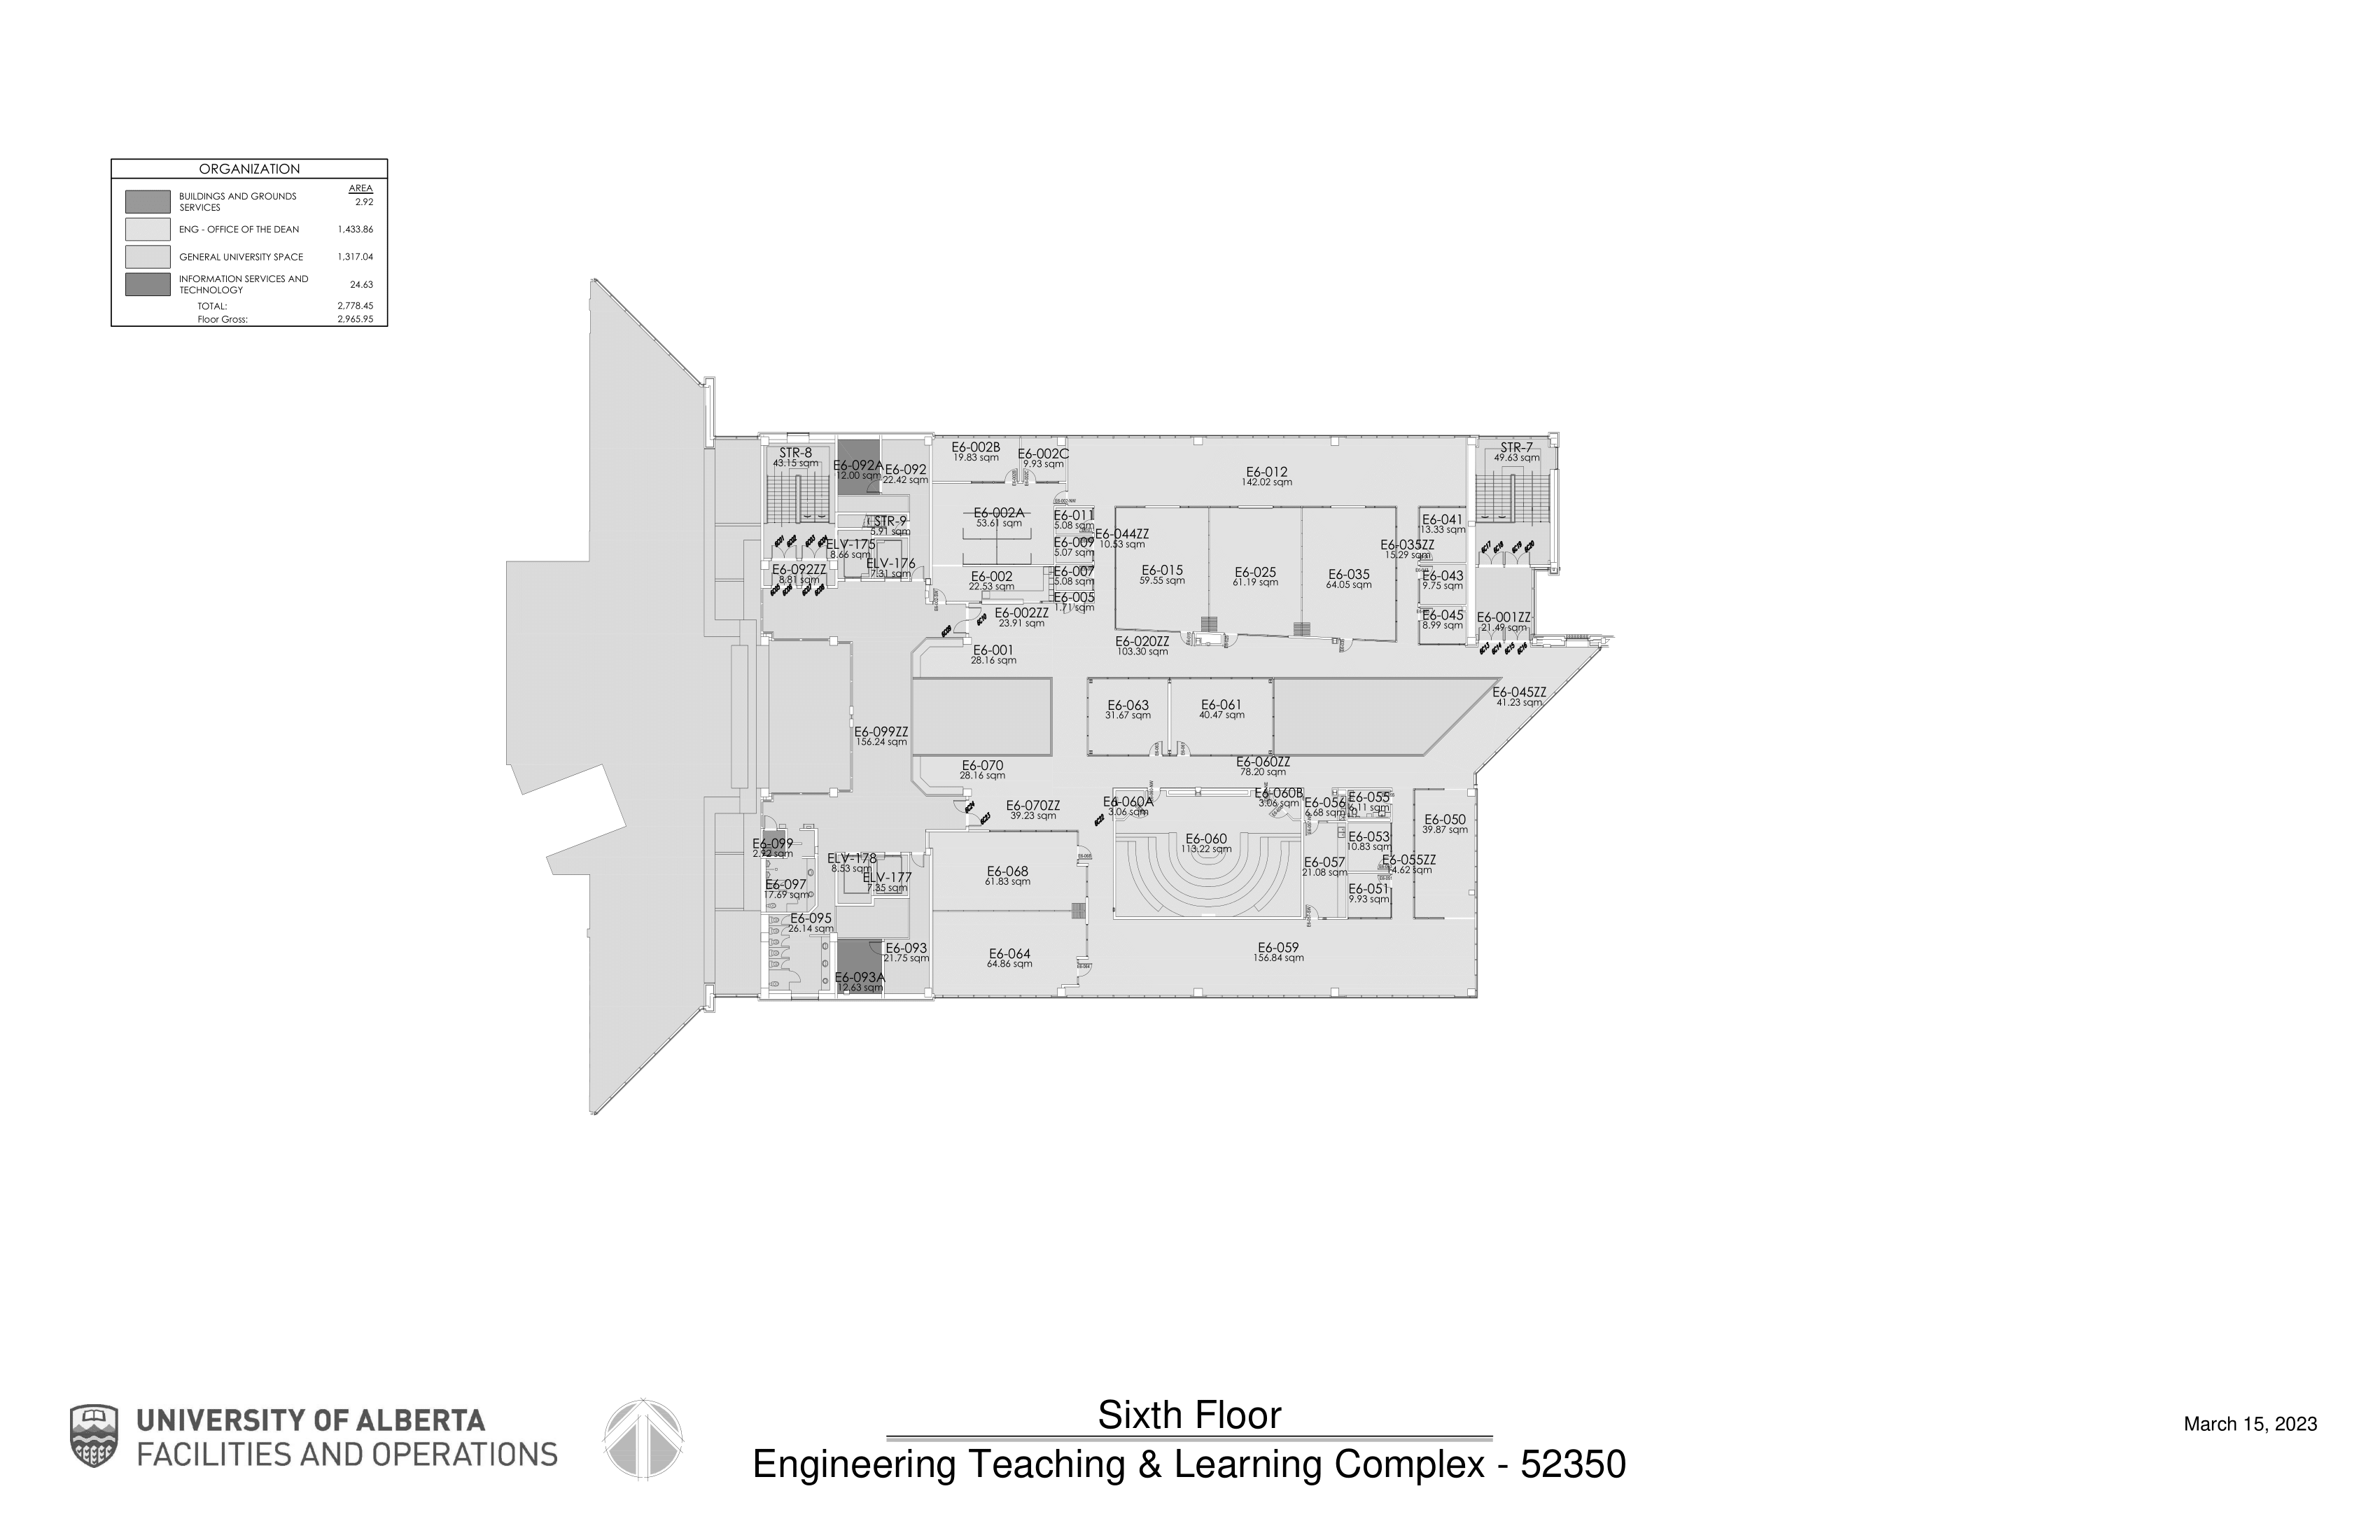 ORGANIZATION
AREA
BUILDINGS AND GROUNDS SERVICES 2.92
ENG - OFFICE OF THE DEAN 1,433.86
GENERAL UNIVERSITY SPACE 1,317.04
INFORMATION SERVICES AND TECHNOLOGY 24.63
TOTAL: 2,778.45
Floor Gross: 2,965.95
STR-8
43.15 sqm
E6-092A
12.00 sqm
E6-092
22.42 sqm
E6-002B
19.83 sqm
E6-002C
9.93 sqm
E6-012
142.02 sqm
STR-7
49.63 sqm
STR-9
5.91 sqm
E6-002A
53.61 sqm
E6-011
5.08 sqm
E6-044ZZ
10.53 sqm
E6-041
13.33 sqm
ELV-175
8.66 sqm
ELV-176
7.31 sqm
E6-009
5.07 sqm
E6-035ZZ
15.29 sqm
E6-092ZZ
8.81 sqm
E6-002
22.53 sqm
E6-007
5.08 sqm
E6-015
59.55 sqm
E6-025
61.19 sqm
E6-035
64.05 sqm
E6-043
9.75 sqm
E6-005
1.71 sqm
E6-002ZZ
23.91 sqm
E6-045
8.99 sqm
E6-001ZZ
21.49 sqm
E6-001
28.16 sqm
E6-020ZZ
103.30 sqm
E6-045ZZ
41.23 sqm
E6-063
31.67 sqm
E6-061
40.47 sqm
E6-099ZZ
156.24 sqm
E6-070
28.16 sqm
E6-060ZZ
78.20 sqm
E6-070ZZ
39.23 sqm
E6-060A
3.06 sqm
E6-060B
3.06 sqm
E6-056
6.68 sqm
E6-055
6.11 sqm
E6-050
39.87 sqm
E6-099
2.92 sqm
E6-060
113.22 sqm
E6-053
10.83 sqm
ELV-178
8.53 sqm
ELV-177
7.35 sqm
E6-068
61.83 sqm
E6-057
21.08 sqm
E6-055ZZ
14.62 sqm
E6-097
17.69 sqm
E6-051
9.93 sqm
E6-095
26.14 sqm
E6-093
21.75 sqm
E6-064
64.86 sqm
E6-059
156.84 sqm
E6-093A
12.63 sqm
UNIVERSITY OF ALBERTA
FACILITIES AND OPERATIONS
Sixth Floor
Engineering Teaching & Learning Complex - 52350
March 15, 2023